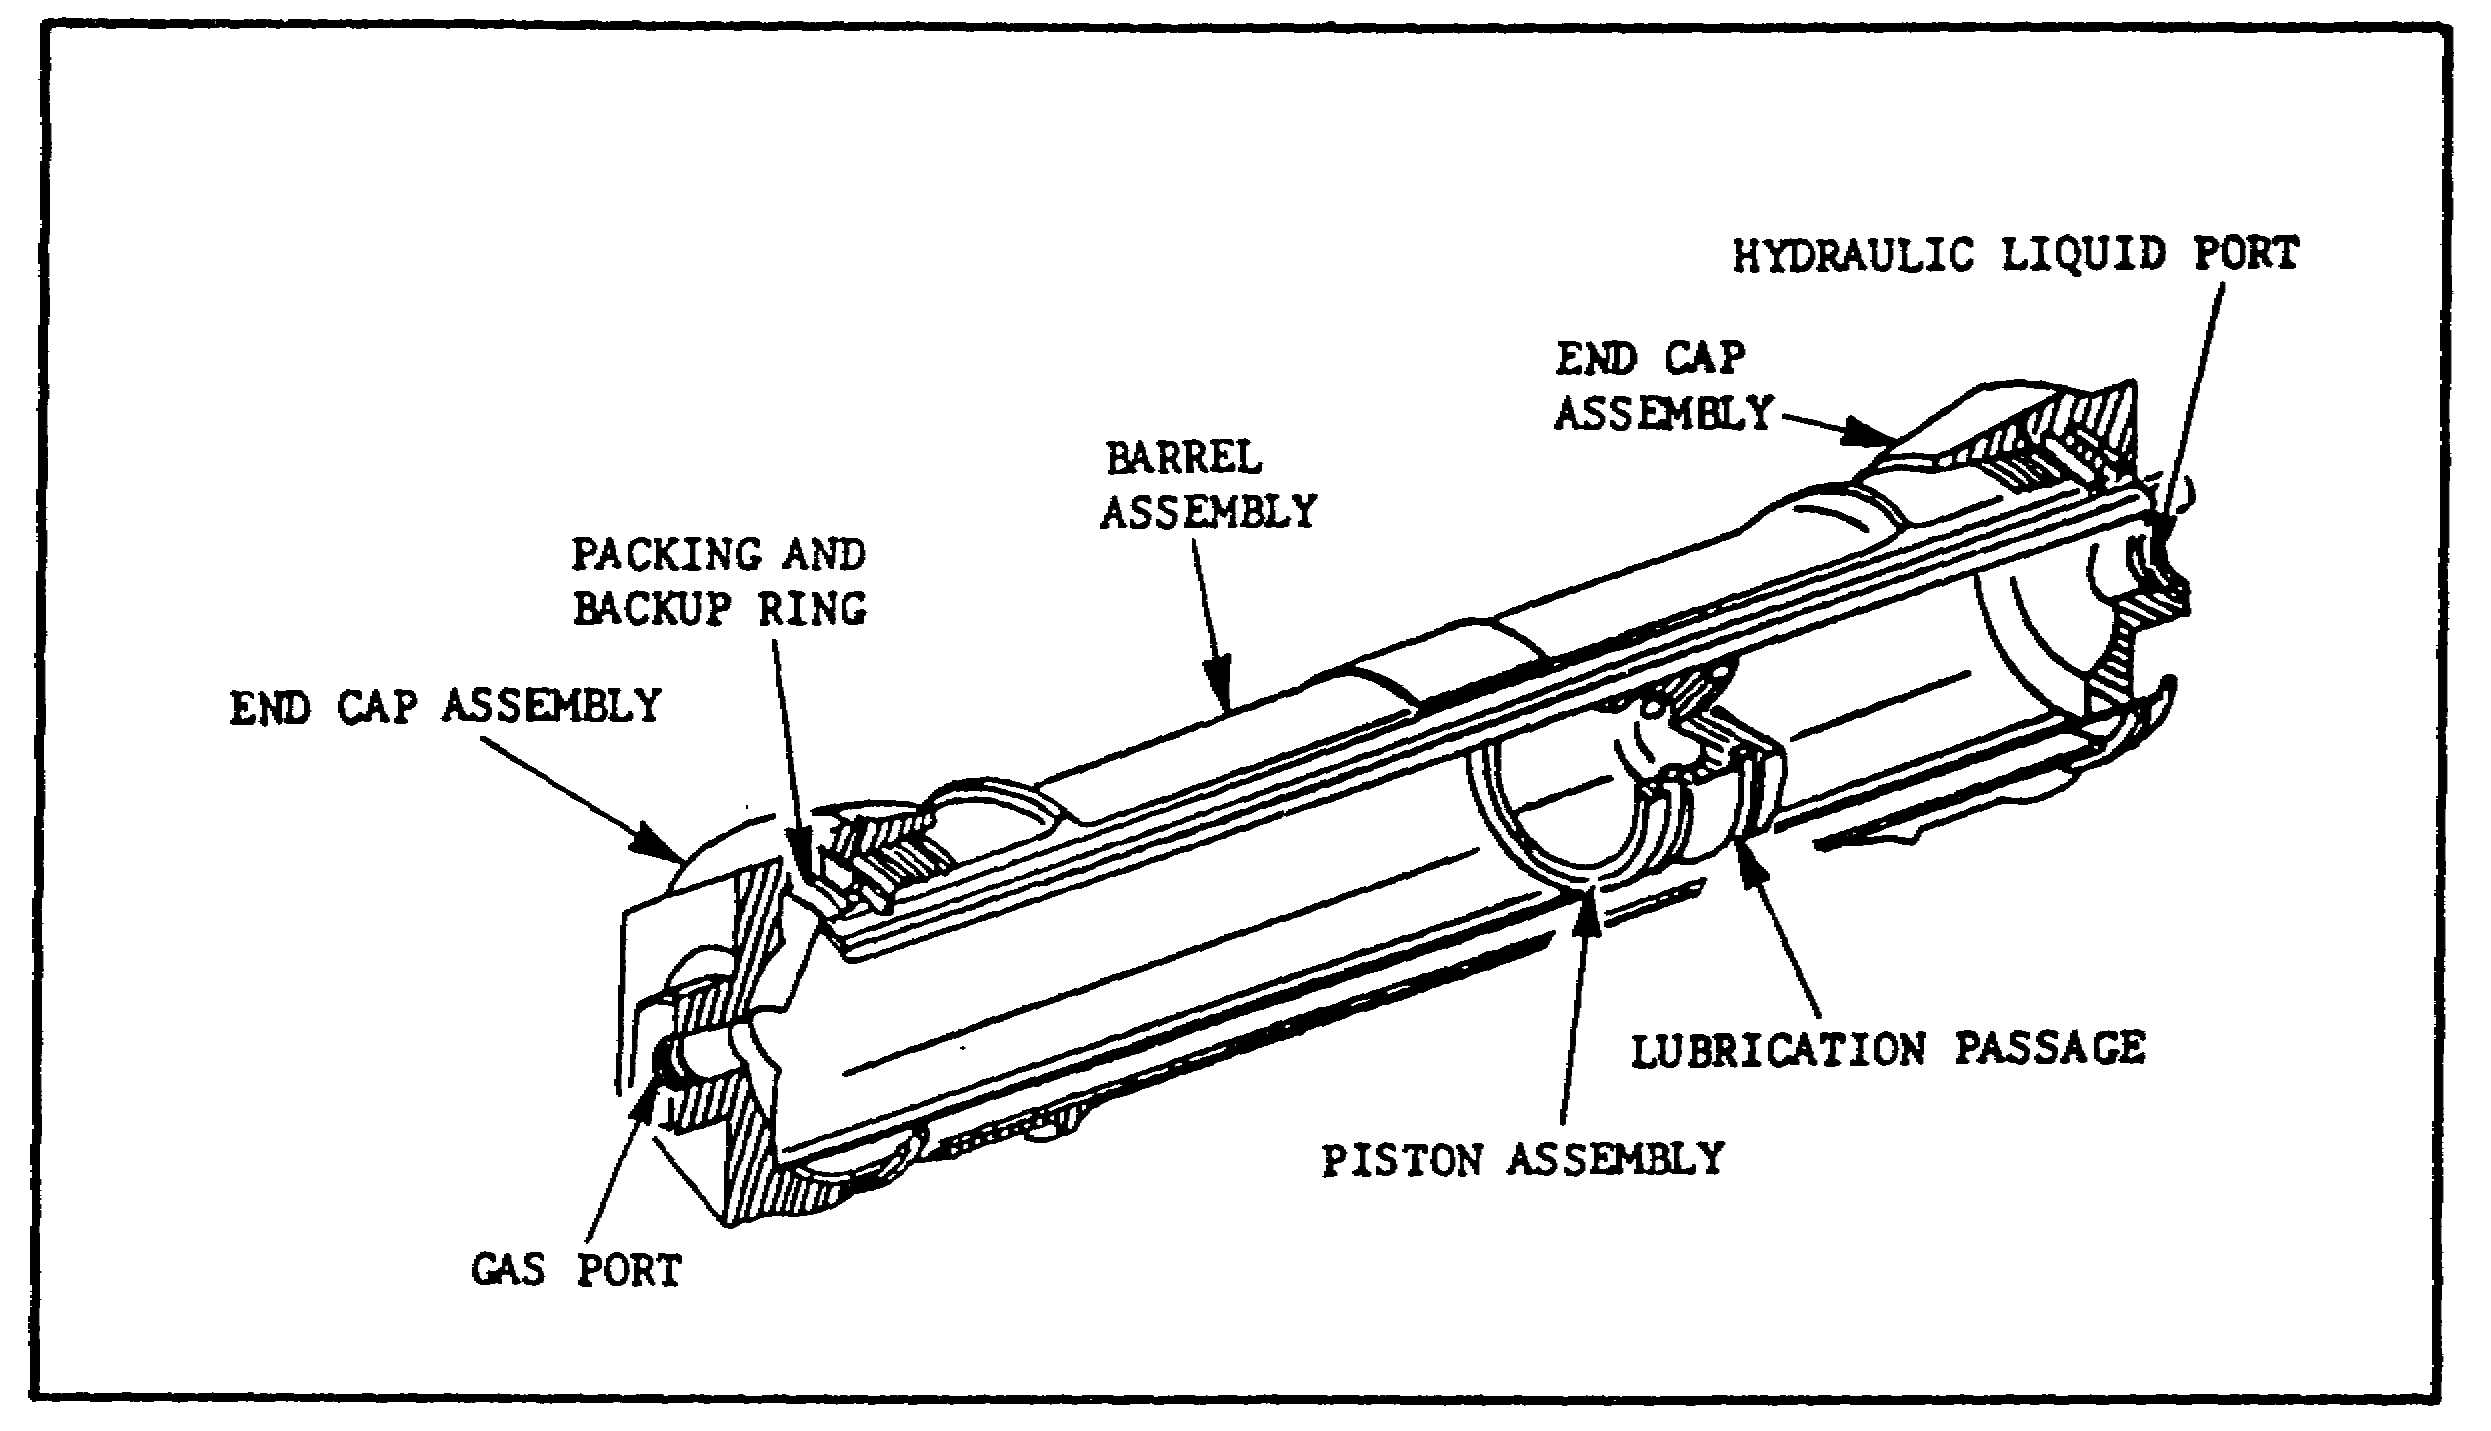 HYDRAULIC LIQUID PORT
END CAP
ASSEMBLY
BARREL
ASSEMBLY
PACKING AND
BACKUP RING
END CAP ASSEMBLY
LUBRICATION PASSAGE
PISTON ASSEMBLY
GAS PORT